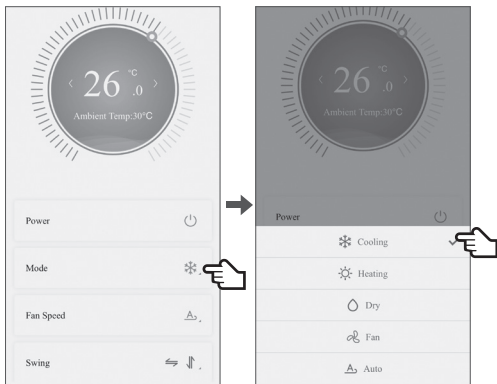 26 °C .0
Ambient Temp:30°C
Power
Mode
Fan Speed
A
Swing
26 °C .0
Ambient Temp:30°C
Power
Cooling
Heating
Dry
Fan
A Auto